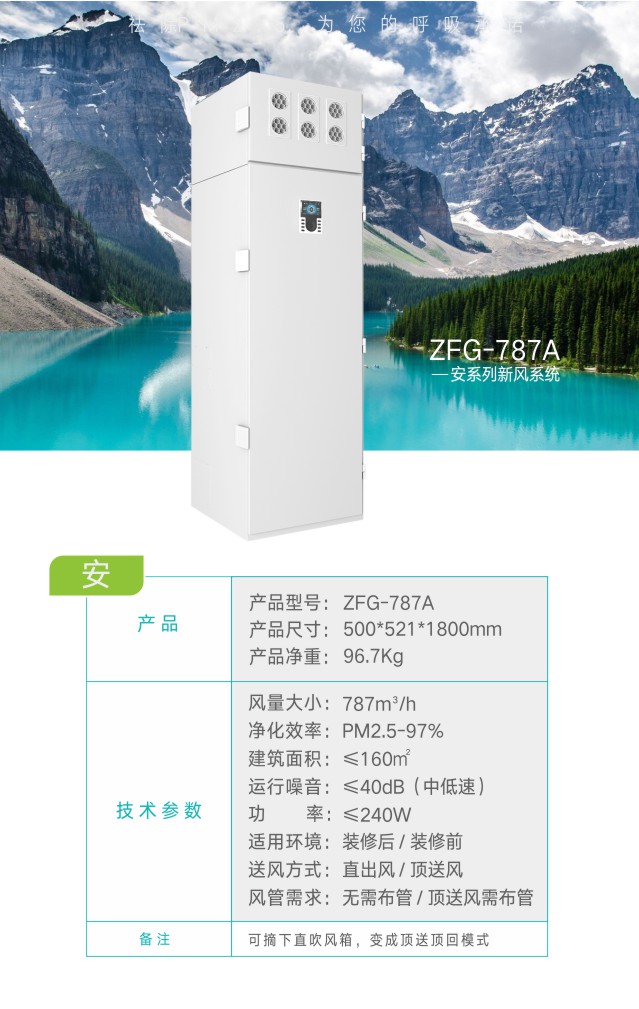 为您的呼吸
ZFG-787A
—安系列新风系统
安
产品
产品型号：ZFG-787A
产品尺寸：500*521*1800mm
产品净重：96.7Kg
技术参数
风量大小：787m³/h
净化效率：PM2.5-97%
建筑面积：≤160㎡
运行噪音：≤40dB（中低速）
功 率：≤240W
适用环境：装修后 / 装修前
送风方式：直出风 / 顶送风
风管需求：无需布管 / 顶送风需布管
备注
可摘下直吹风箱，变成顶送顶回模式